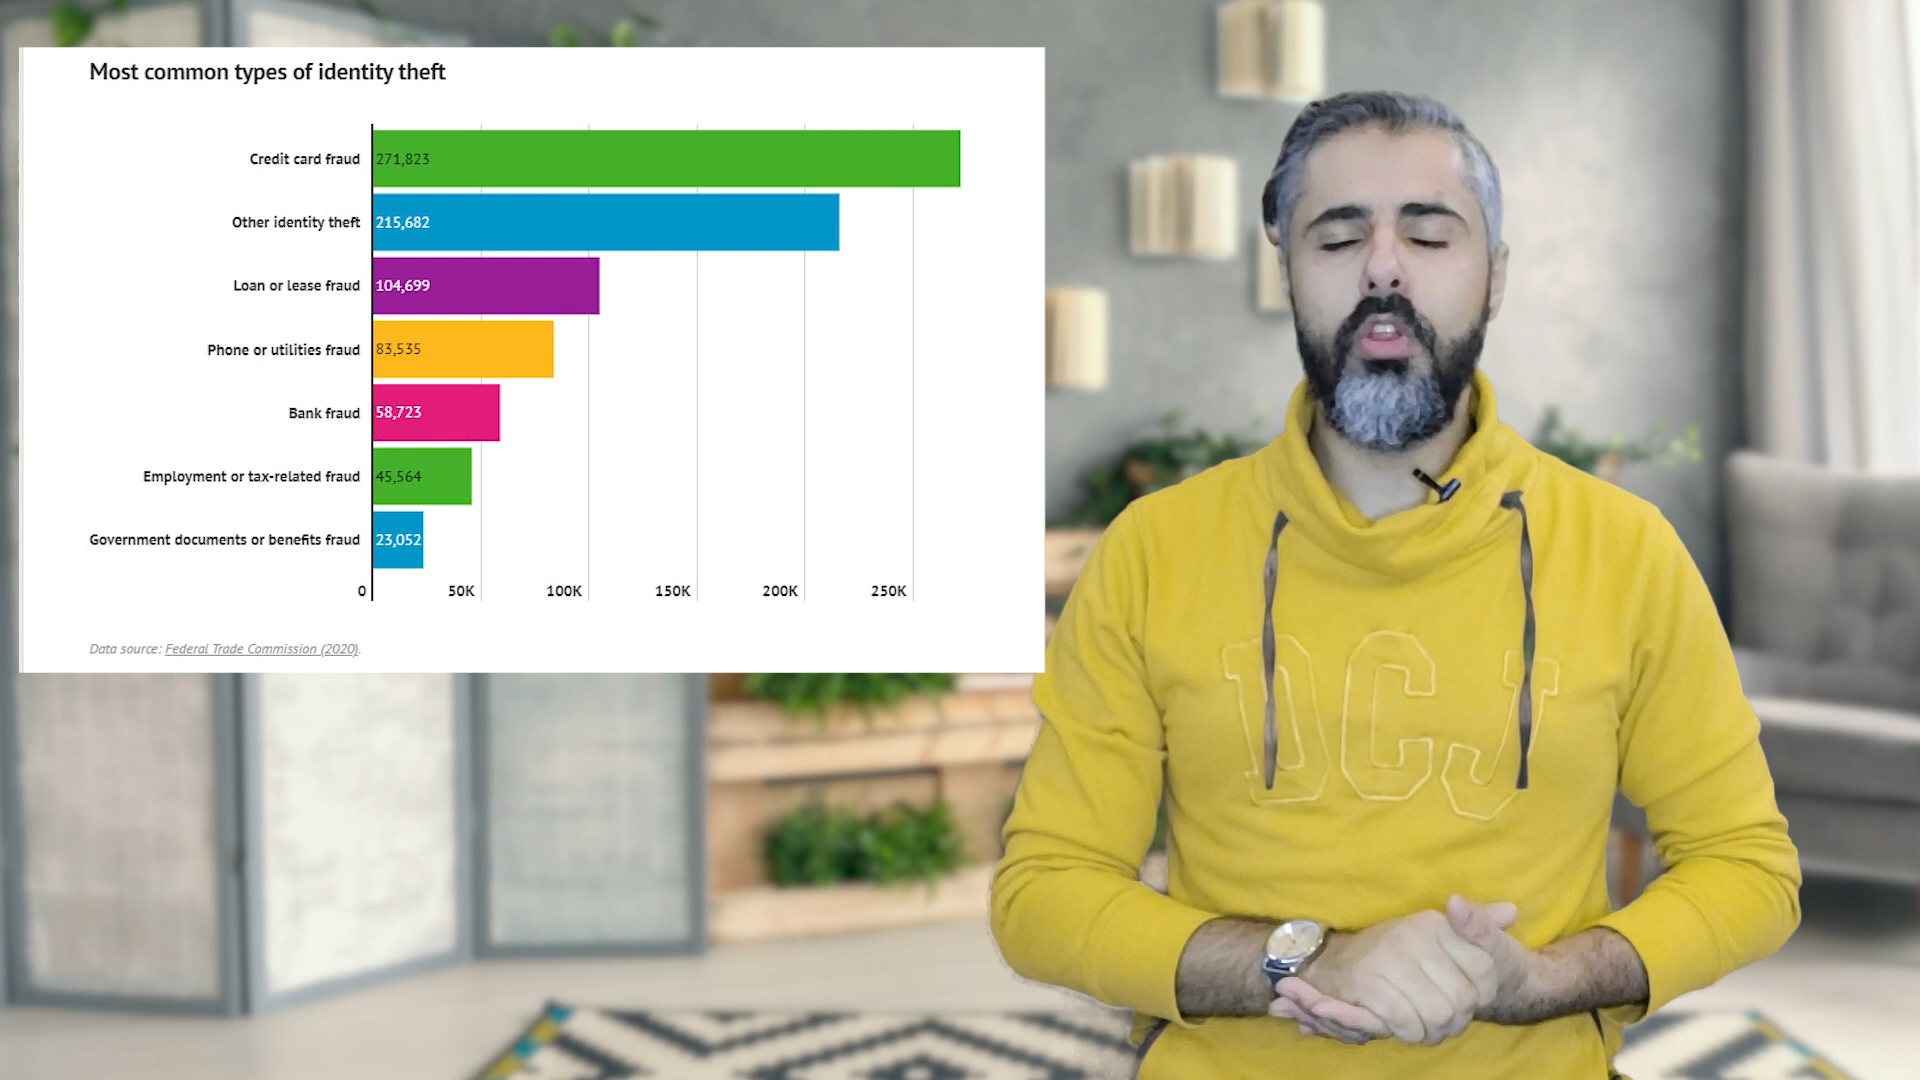 Most common types of identity theft
Credit card fraud 271,823
Other identity theft 215,682
Loan or lease fraud 104,699
Phone or utilities fraud 83,535
Bank fraud 58,723
Employment or tax-related fraud 45,564
Government documents or benefits fraud 23,052
0 50K 100K 150K 200K 250K
Data source: Federal Trade Commission (2020).
DCJ